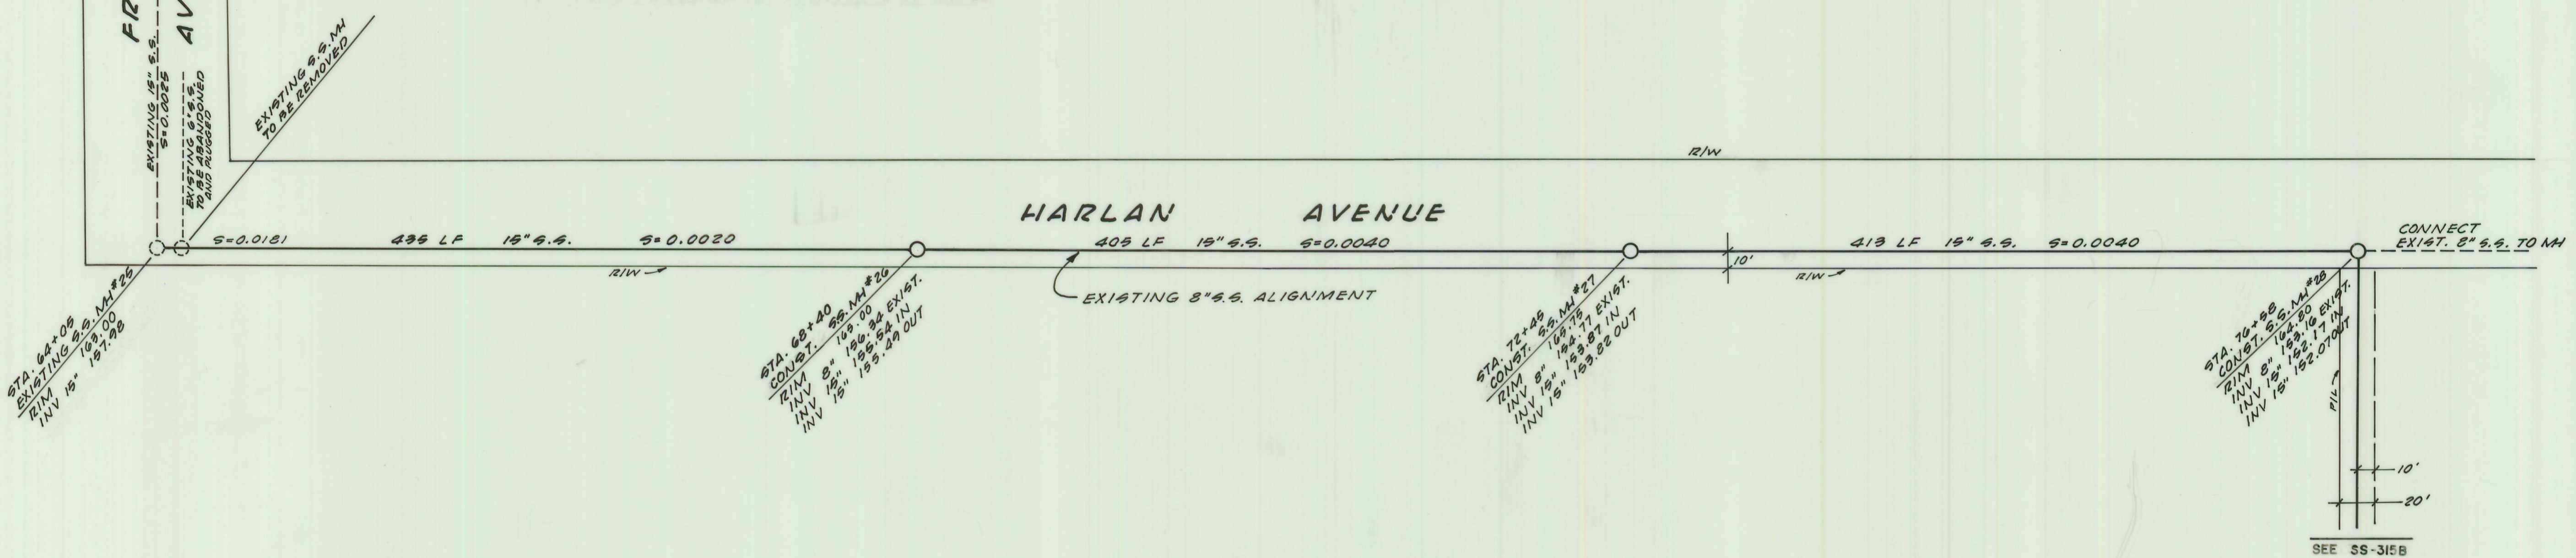 FR
AV
EXISTING 15" S.S.
S=0.0025
EXISTING 6" S.S.
TO BE ABANDONED
AND PLUGGED
EXISTING S.S. MH
TO BE REMOVED
R/W
HARLAN AVENUE
S=0.0181 435 LF 15" S.S. S=0.0020
405 LF 15" S.S. S=0.0040
413 LF 15" S.S. S=0.0040
CONNECT
EXIST. 8" S.S. TO MH
R/W
10'
R/W
EXISTING 8" S.S. ALIGNMENT
STA. 64+05
EXISTING S.S. MH #25
RIM 163.00
INV 15" 157.98
STA. 68+40
CONST. S.S. MH #26
RIM 165.00
INV 8" 156.34 EXIST.
INV 15" 155.54 IN
INV 15" 155.49 OUT
STA. 72+45
CONST. S.S. MH #27
RIM 165.75
INV 8" 154.77 EXIST.
INV 15" 153.87 IN
INV 15" 153.82 OUT
STA. 76+58
CONST. S.S. MH #28
RIM 164.80
INV 8" 153.16 EXIST.
INV 15" 152.17 IN
INV 15" 152.07 OUT
P/L
10'
20'
SEE SS-315B